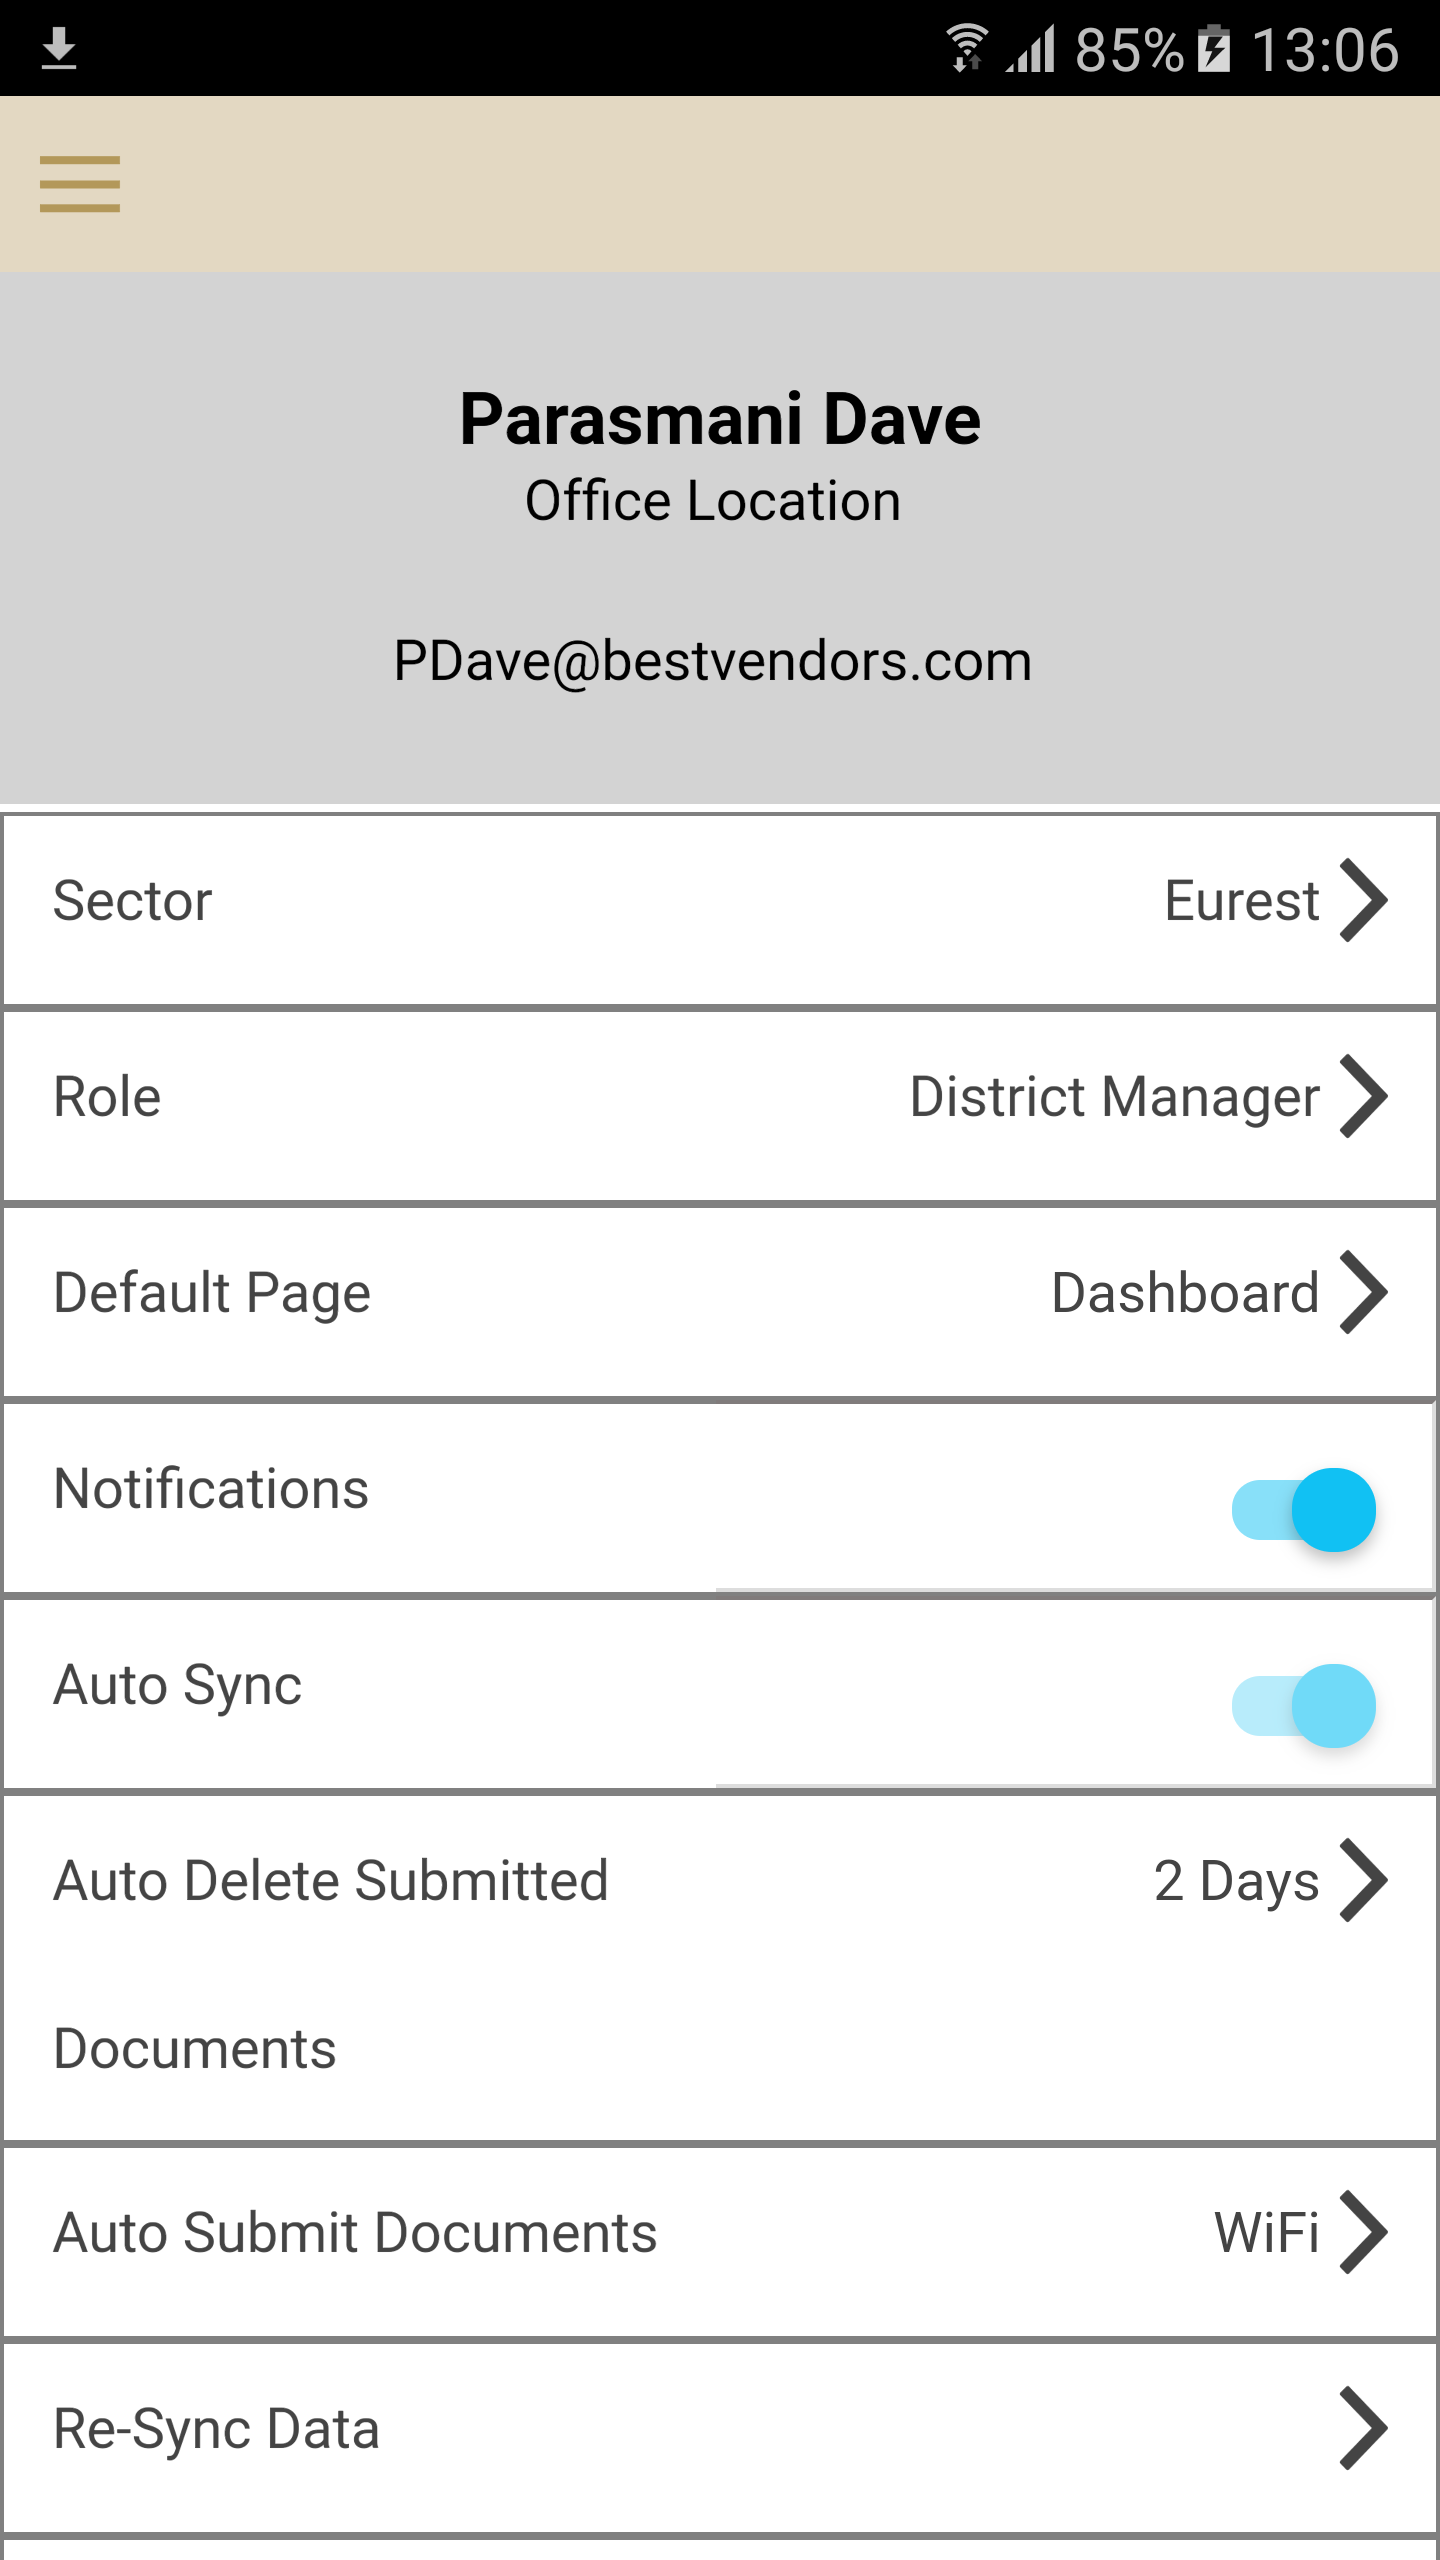 85% 13:06
Parasmani Dave
Office Location
PDave@bestvendors.com
Sector Eurest
Role District Manager
Default Page Dashboard
Notifications
Auto Sync
Auto Delete Submitted 2 Days
Documents
Auto Submit Documents WiFi
Re-Sync Data